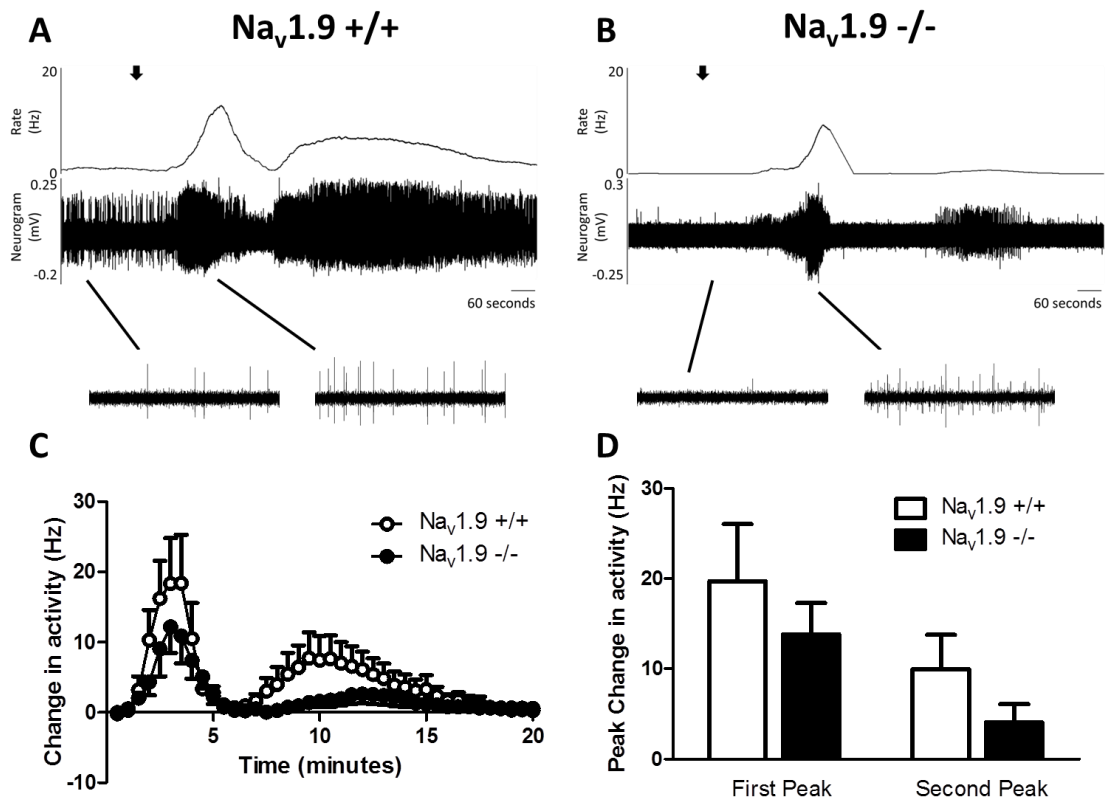 A
Nav1.9 +/+
20
Rate
(Hz)
0
0.25
Neurogram
(mV)
-0.2
60 seconds
B
Nav1.9 -/-
20
Rate
(Hz)
0
0.3
Neurogram
(mV)
-0.25
60 seconds
C
Change in activity (Hz)
30
20
10
0
-10
5
10
15
20
Time (minutes)
NaV1.9 +/+
NaV1.9 -/-
D
Peak Change in activity (Hz)
30
20
10
0
NaV1.9 +/+
NaV1.9 -/-
First Peak
Second Peak